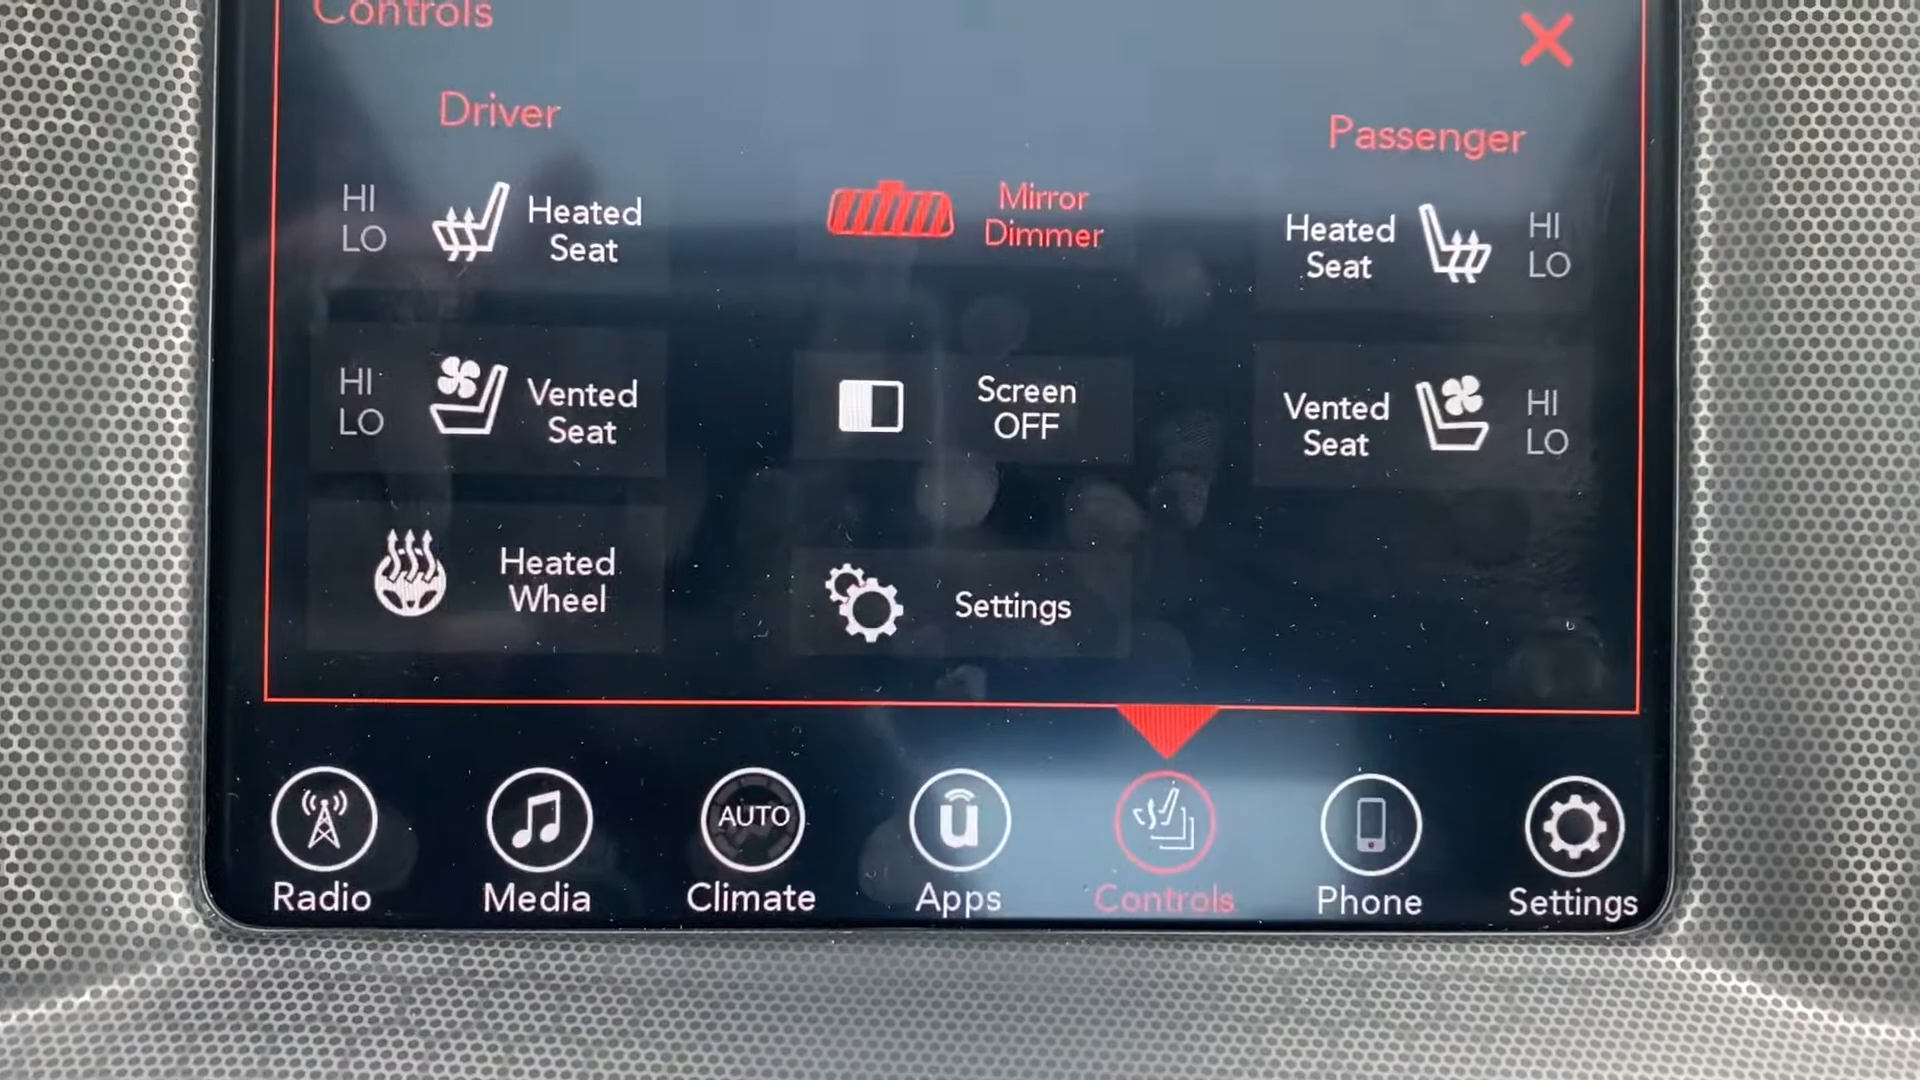 Controls
Driver
Passenger
HI
LO
Heated
Seat
Mirror
Dimmer
Heated
Seat
HI
LO
HI
LO
Vented
Seat
Screen
OFF
Vented
Seat
HI
LO
Heated
Wheel
Settings
AUTO
u
Radio
Media
Climate
Apps
Controls
Phone
Settings